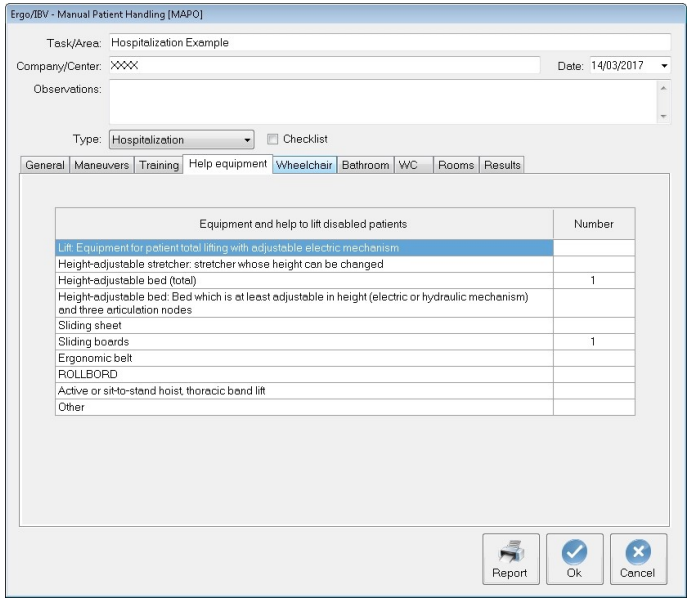 Ergo/IBV - Manual Patient Handling [MAPO]
Task/Area: Hospitalization Example
Company/Center: XXXX Date: 14/03/2017
Observations:
Type: Hospitalization Checklist
General Maneuvers Training Help equipment Wheelchair Bathroom WC Rooms Results
Equipment and help to lift disabled patients Number
Lift: Equipment for patient total lifting with adjustable electric mechanism
Height-adjustable stretcher: stretcher whose height can be changed
Height-adjustable bed (total) 1
Height-adjustable bed: Bed which is at least adjustable in height (electric or hydraulic mechanism)
and three articulation nodes
Sliding sheet
Sliding boards 1
Ergonomic belt
ROLLBORD
Active or sit-to-stand hoist, thoracic band lift
Other
Report Ok Cancel